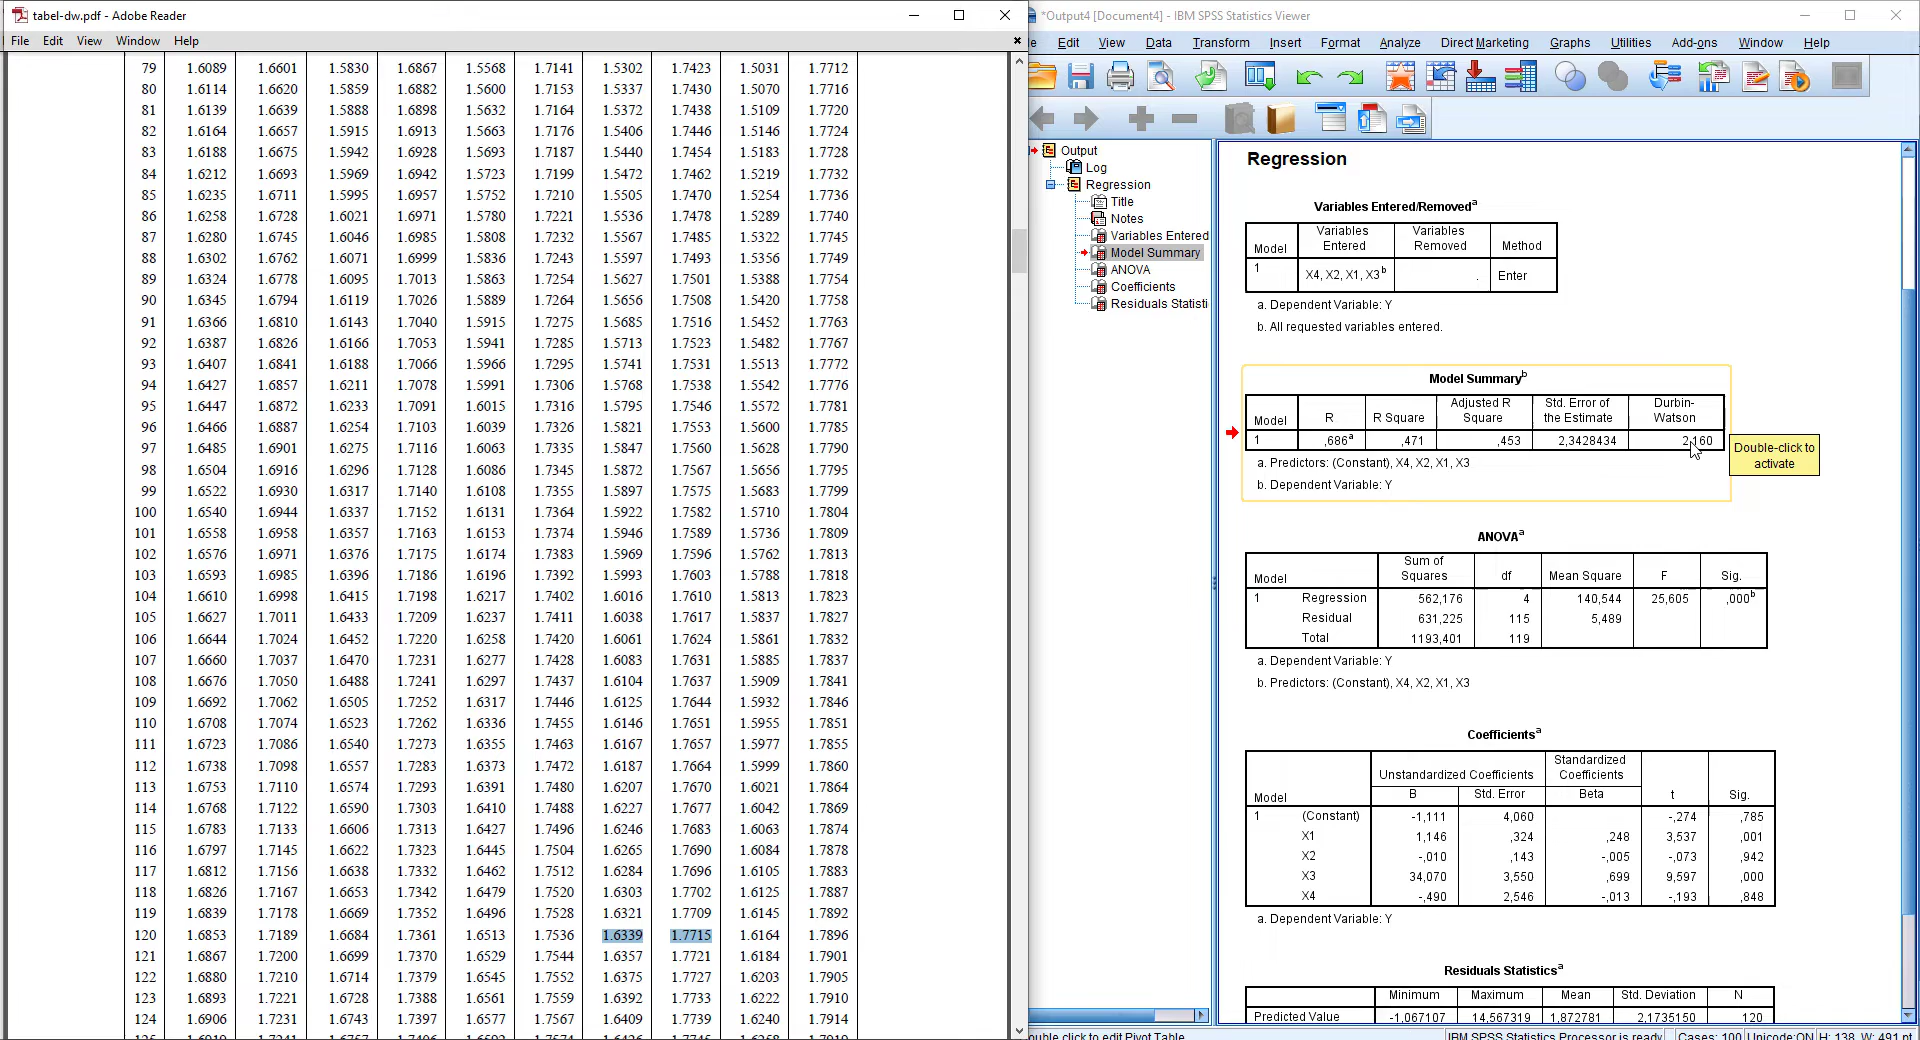 tabel-dw.pdf - Adobe Reader
File Edit View Window Help
79 1.6089 1.6601 1.5830 1.6867 1.5568 1.7141 1.5302 1.7423 1.5031 1.7712
80 1.6114 1.6620 1.5859 1.6882 1.5600 1.7153 1.5337 1.7430 1.5070 1.7716
81 1.6139 1.6639 1.5888 1.6898 1.5632 1.7164 1.5372 1.7438 1.5109 1.7720
82 1.6164 1.6657 1.5915 1.6913 1.5663 1.7176 1.5406 1.7446 1.5146 1.7724
83 1.6188 1.6675 1.5942 1.6928 1.5693 1.7187 1.5440 1.7454 1.5183 1.7728
84 1.6212 1.6693 1.5969 1.6942 1.5723 1.7199 1.5472 1.7462 1.5219 1.7732
85 1.6235 1.6711 1.5995 1.6957 1.5752 1.7210 1.5505 1.7470 1.5254 1.7736
86 1.6258 1.6728 1.6021 1.6971 1.5780 1.7221 1.5536 1.7478 1.5289 1.7740
87 1.6280 1.6745 1.6046 1.6985 1.5808 1.7232 1.5567 1.7485 1.5322 1.7745
88 1.6302 1.6762 1.6071 1.6999 1.5836 1.7243 1.5597 1.7493 1.5356 1.7749
89 1.6324 1.6778 1.6095 1.7013 1.5863 1.7254 1.5627 1.7501 1.5388 1.7754
90 1.6345 1.6794 1.6119 1.7026 1.5889 1.7264 1.5656 1.7508 1.5420 1.7758
91 1.6366 1.6810 1.6143 1.7040 1.5915 1.7275 1.5685 1.7516 1.5452 1.7763
92 1.6387 1.6826 1.6166 1.7053 1.5941 1.7285 1.5713 1.7523 1.5482 1.7767
93 1.6407 1.6841 1.6188 1.7066 1.5966 1.7295 1.5741 1.7531 1.5513 1.7772
94 1.6427 1.6857 1.6211 1.7078 1.5991 1.7306 1.5768 1.7538 1.5542 1.7776
95 1.6447 1.6872 1.6233 1.7091 1.6015 1.7316 1.5795 1.7546 1.5572 1.7781
96 1.6466 1.6887 1.6254 1.7103 1.6039 1.7326 1.5821 1.7553 1.5600 1.7785
97 1.6485 1.6901 1.6275 1.7116 1.6063 1.7335 1.5847 1.7560 1.5628 1.7790
98 1.6504 1.6916 1.6296 1.7128 1.6086 1.7345 1.5872 1.7567 1.5656 1.7795
99 1.6522 1.6930 1.6317 1.7140 1.6108 1.7355 1.5897 1.7575 1.5683 1.7799
100 1.6540 1.6944 1.6337 1.7152 1.6131 1.7364 1.5922 1.7582 1.5710 1.7804
101 1.6558 1.6958 1.6357 1.7163 1.6153 1.7374 1.5946 1.7589 1.5736 1.7809
102 1.6576 1.6971 1.6376 1.7175 1.6174 1.7383 1.5969 1.7596 1.5762 1.7813
103 1.6593 1.6985 1.6396 1.7186 1.6196 1.7392 1.5993 1.7603 1.5788 1.7818
104 1.6610 1.6998 1.6415 1.7198 1.6217 1.7402 1.6016 1.7610 1.5813 1.7823
105 1.6627 1.7011 1.6433 1.7209 1.6237 1.7411 1.6038 1.7617 1.5837 1.7827
106 1.6644 1.7024 1.6452 1.7220 1.6258 1.7420 1.6061 1.7624 1.5861 1.7832
107 1.6660 1.7037 1.6470 1.7231 1.6277 1.7428 1.6083 1.7631 1.5885 1.7837
108 1.6676 1.7050 1.6488 1.7241 1.6297 1.7437 1.6104 1.7637 1.5909 1.7841
109 1.6692 1.7062 1.6505 1.7252 1.6317 1.7446 1.6125 1.7644 1.5932 1.7846
110 1.6708 1.7074 1.6523 1.7262 1.6336 1.7455 1.6146 1.7651 1.5955 1.7851
111 1.6723 1.7086 1.6540 1.7273 1.6355 1.7463 1.6167 1.7657 1.5977 1.7855
112 1.6738 1.7098 1.6557 1.7283 1.6373 1.7472 1.6187 1.7664 1.5999 1.7860
113 1.6753 1.7110 1.6574 1.7293 1.6391 1.7480 1.6207 1.7670 1.6021 1.7864
114 1.6768 1.7122 1.6590 1.7303 1.6410 1.7488 1.6227 1.7677 1.6042 1.7869
115 1.6783 1.7133 1.6606 1.7313 1.6427 1.7496 1.6246 1.7683 1.6063 1.7874
116 1.6797 1.7145 1.6622 1.7323 1.6445 1.7504 1.6265 1.7690 1.6084 1.7878
117 1.6812 1.7156 1.6638 1.7332 1.6462 1.7512 1.6284 1.7696 1.6105 1.7883
118 1.6826 1.7167 1.6653 1.7342 1.6479 1.7520 1.6303 1.7702 1.6125 1.7887
119 1.6839 1.7178 1.6669 1.7352 1.6496 1.7528 1.6321 1.7709 1.6145 1.7892
120 1.6853 1.7189 1.6684 1.7361 1.6513 1.7536 1.6339 1.7715 1.6164 1.7896
121 1.6867 1.7200 1.6699 1.7370 1.6529 1.7544 1.6357 1.7721 1.6184 1.7901
122 1.6880 1.7210 1.6714 1.7379 1.6545 1.7552 1.6375 1.7727 1.6203 1.7905
123 1.6893 1.7221 1.6728 1.7388 1.6561 1.7559 1.6392 1.7733 1.6222 1.7910
124 1.6906 1.7231 1.6743 1.7397 1.6577 1.7567 1.6409 1.7739 1.6240 1.7914
*Output4 [Document4] - IBM SPSS Statistics Viewer
Edit View Data Transform Insert Format Analyze Direct Marketing Graphs Utilities Add-ons Window Help
Output
Log
Regression
Title
Notes
Variables Entered
Model Summary
ANOVA
Coefficients
Residuals Statisti
Regression
Variables Entered/Removedᵃ
Model Variables Entered Variables Removed Method
1 X4, X2, X1, X3ᵇ . Enter
a. Dependent Variable: Y
b. All requested variables entered.
Model Summaryᵇ
Model R R Square Adjusted R Square Std. Error of the Estimate Durbin-Watson
1 ,686ᵃ ,471 ,453 2,3428434 2,160
Double-click to
activate
a. Predictors: (Constant), X4, X2, X1, X3
b. Dependent Variable: Y
ANOVAᵃ
Model Sum of Squares df Mean Square F Sig.
1 Regression 562,176 4 140,544 25,605 ,000ᵇ
Residual 631,225 115 5,489
Total 1193,401 119
a. Dependent Variable: Y
b. Predictors: (Constant), X4, X2, X1, X3
Coefficientsᵃ
Model Unstandardized Coefficients Standardized Coefficients t Sig.
B Std. Error Beta
1 (Constant) -1,111 4,060 -,274 ,785
X1 1,146 ,324 ,248 3,537 ,001
X2 -,010 ,143 -,005 -,073 ,942
X3 34,070 3,550 ,699 9,597 ,000
X4 -,490 2,546 -,013 -,193 ,848
a. Dependent Variable: Y
Residuals Statisticsᵃ
Minimum Maximum Mean Std. Deviation N
Predicted Value -1,067107 14,567319 1,872781 2,1735150 120
ouble click to edit Pivot Table
IBM SPSS Statistics Processor is ready Cases: 100 Unicode:ON H: 138, W: 491 pt